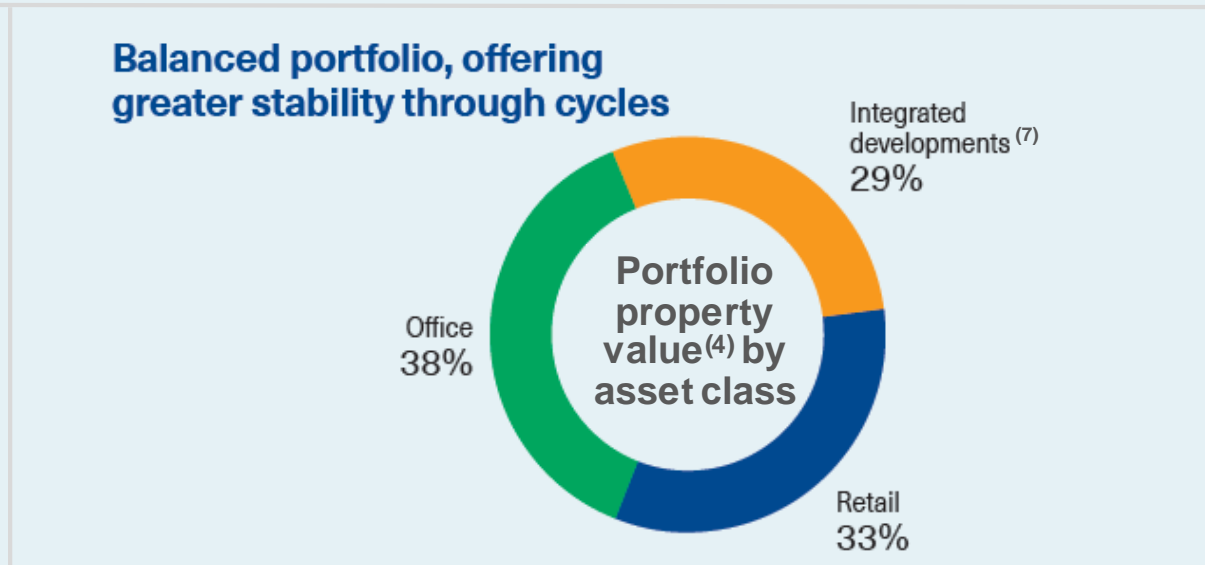 Balanced portfolio, offering
greater stability through cycles
Integrated
developments (7)
29%
Portfolio
property
value(4) by
asset class
Office
38%
Retail
33%